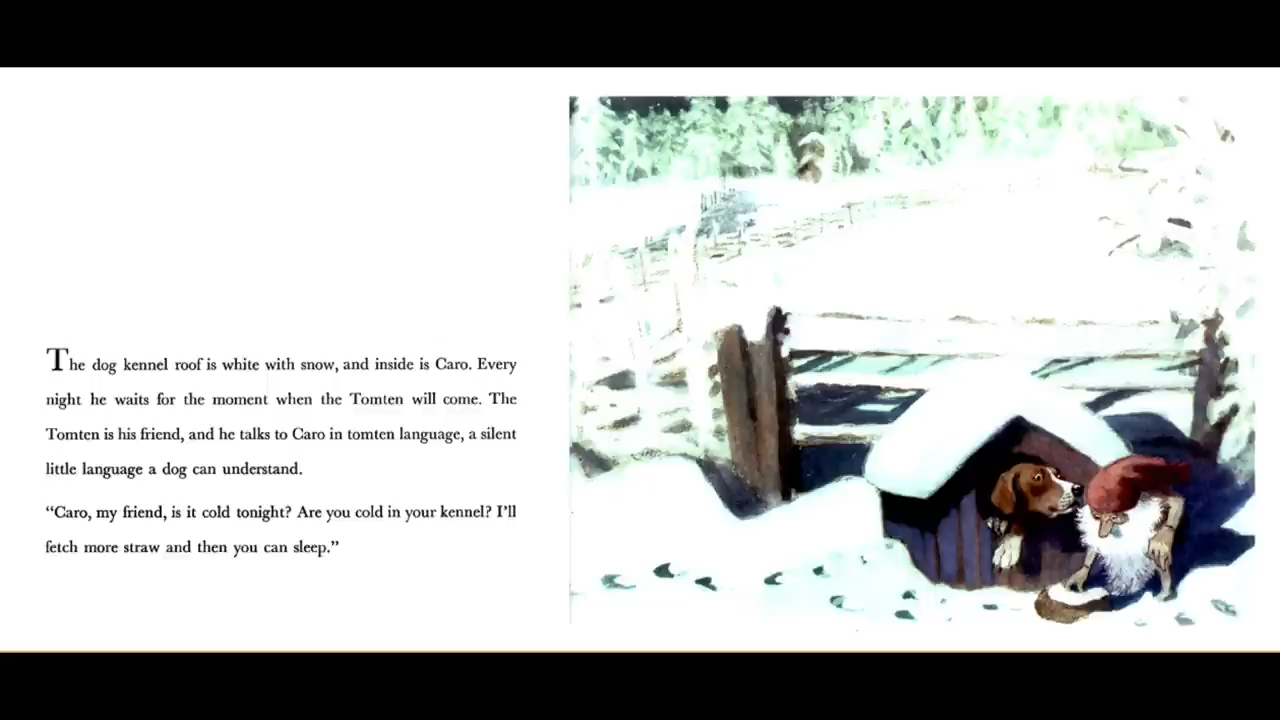 The dog kennel roof is white with snow, and inside is Caro. Every
night he waits for the moment when the Tomten will come. The
Tomten is his friend, and he talks to Caro in tomten language, a silent
little language a dog can understand.
“Caro, my friend, is it cold tonight? Are you cold in your kennel? I’ll
fetch more straw and then you can sleep.”